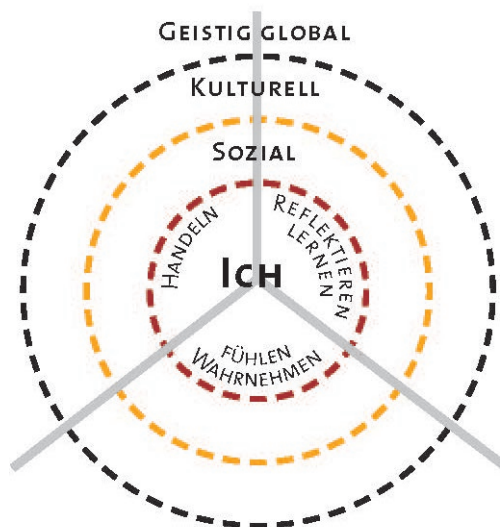 GEISTIG GLOBAL
KULTURELL
SOZIAL
HANDELN
REFLEKTIEREN
LERNEN
ICH
FÜHLEN
WAHRNEHMEN